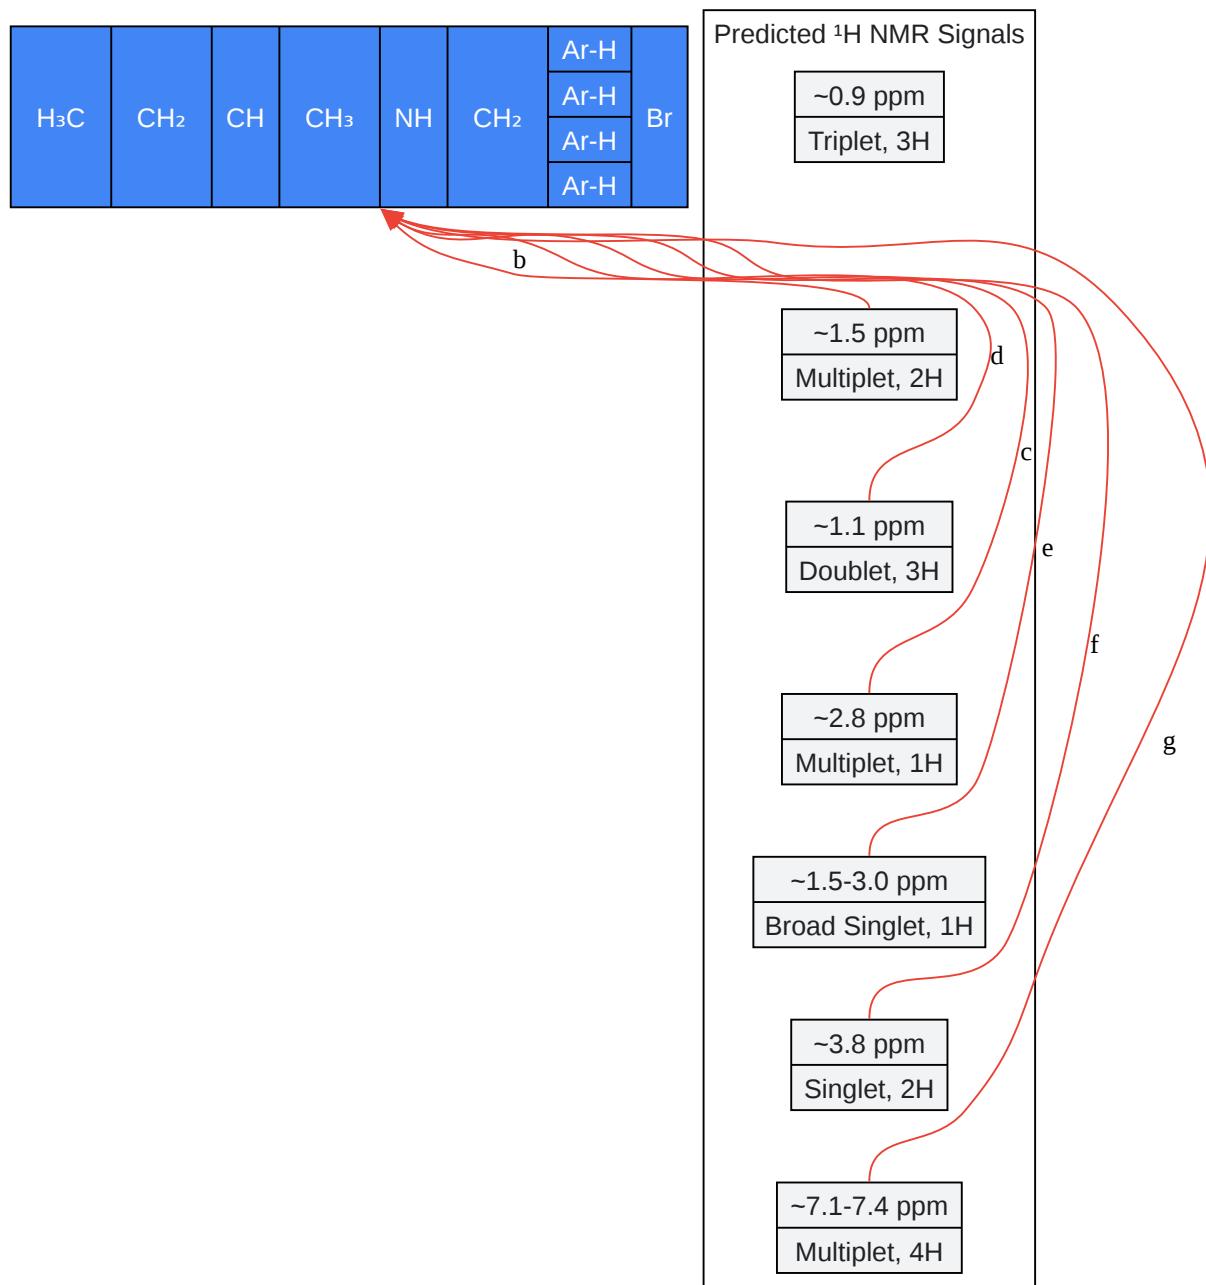 H₃C
CH₂
CH
CH₃
NH
CH₂
Ar-H
Ar-H
Ar-H
Ar-H
Br
Predicted ¹H NMR Signals
~0.9 ppm
Triplet, 3H
b
~1.5 ppm
Multiplet, 2H
d
~1.1 ppm
Doublet, 3H
c
~2.8 ppm
Multiplet, 1H
e
~1.5-3.0 ppm
Broad Singlet, 1H
f
~3.8 ppm
Singlet, 2H
g
~7.1-7.4 ppm
Multiplet, 4H